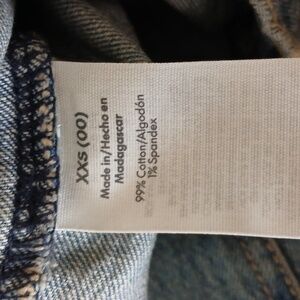 XXS (00)
Made in/Hecho en
Madagascar
99% Cotton/Algodón
1% Spandex